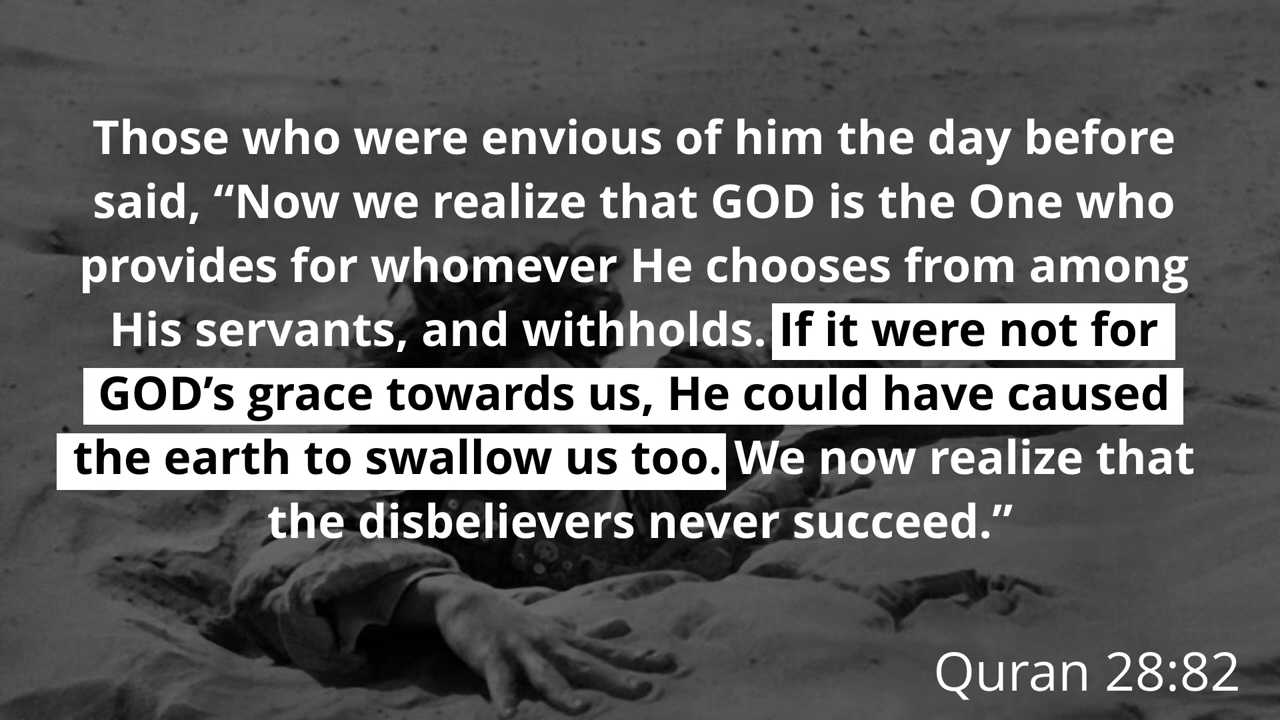 Those who were envious of him the day before
said, “Now we realize that GOD is the One who
provides for whomever He chooses from among
His servants, and withholds. If it were not for
GOD’s grace towards us, He could have caused
the earth to swallow us too. We now realize that
the disbelievers never succeed.”
Quran 28:82